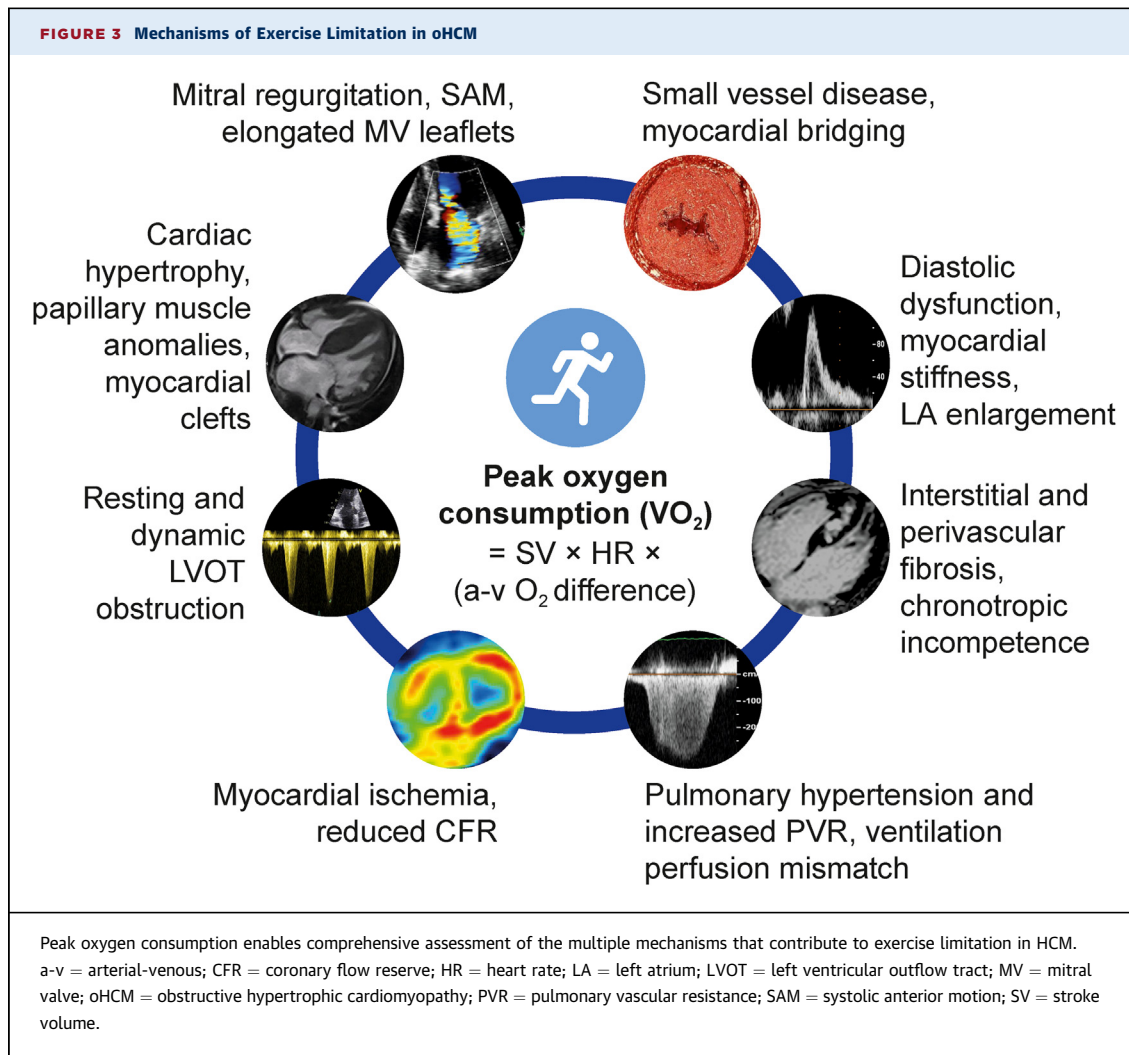 FIGURE 3 Mechanisms of Exercise Limitation in oHCM
Mitral regurgitation, SAM,
elongated MV leaflets
Small vessel disease,
myocardial bridging
Cardiac
hypertrophy,
papillary muscle
anomalies,
myocardial
clefts
Diastolic
dysfunction,
myocardial
stiffness,
LA enlargement
80
40
Peak oxygen
consumption (VO₂)
= SV × HR ×
(a-v O₂ difference)
Resting and
dynamic
LVOT
obstruction
Interstitial and
perivascular
fibrosis,
chronotropic
incompetence
cm
-100
-20
Myocardial ischemia,
reduced CFR
Pulmonary hypertension and
increased PVR, ventilation
perfusion mismatch
Peak oxygen consumption enables comprehensive assessment of the multiple mechanisms that contribute to exercise limitation in HCM.
a-v = arterial-venous; CFR = coronary flow reserve; HR = heart rate; LA = left atrium; LVOT = left ventricular outflow tract; MV = mitral
valve; oHCM = obstructive hypertrophic cardiomyopathy; PVR = pulmonary vascular resistance; SAM = systolic anterior motion; SV = stroke
volume.